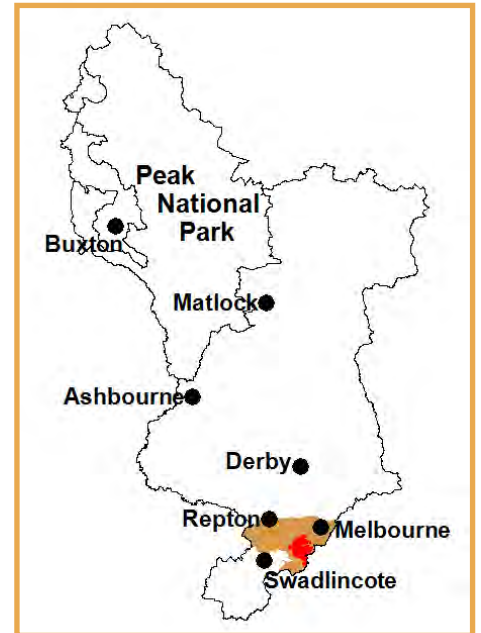 Peak
National
Park
Buxton
Matlock
Ashbourne
Derby
Repton
Melbourne
Swadlincote